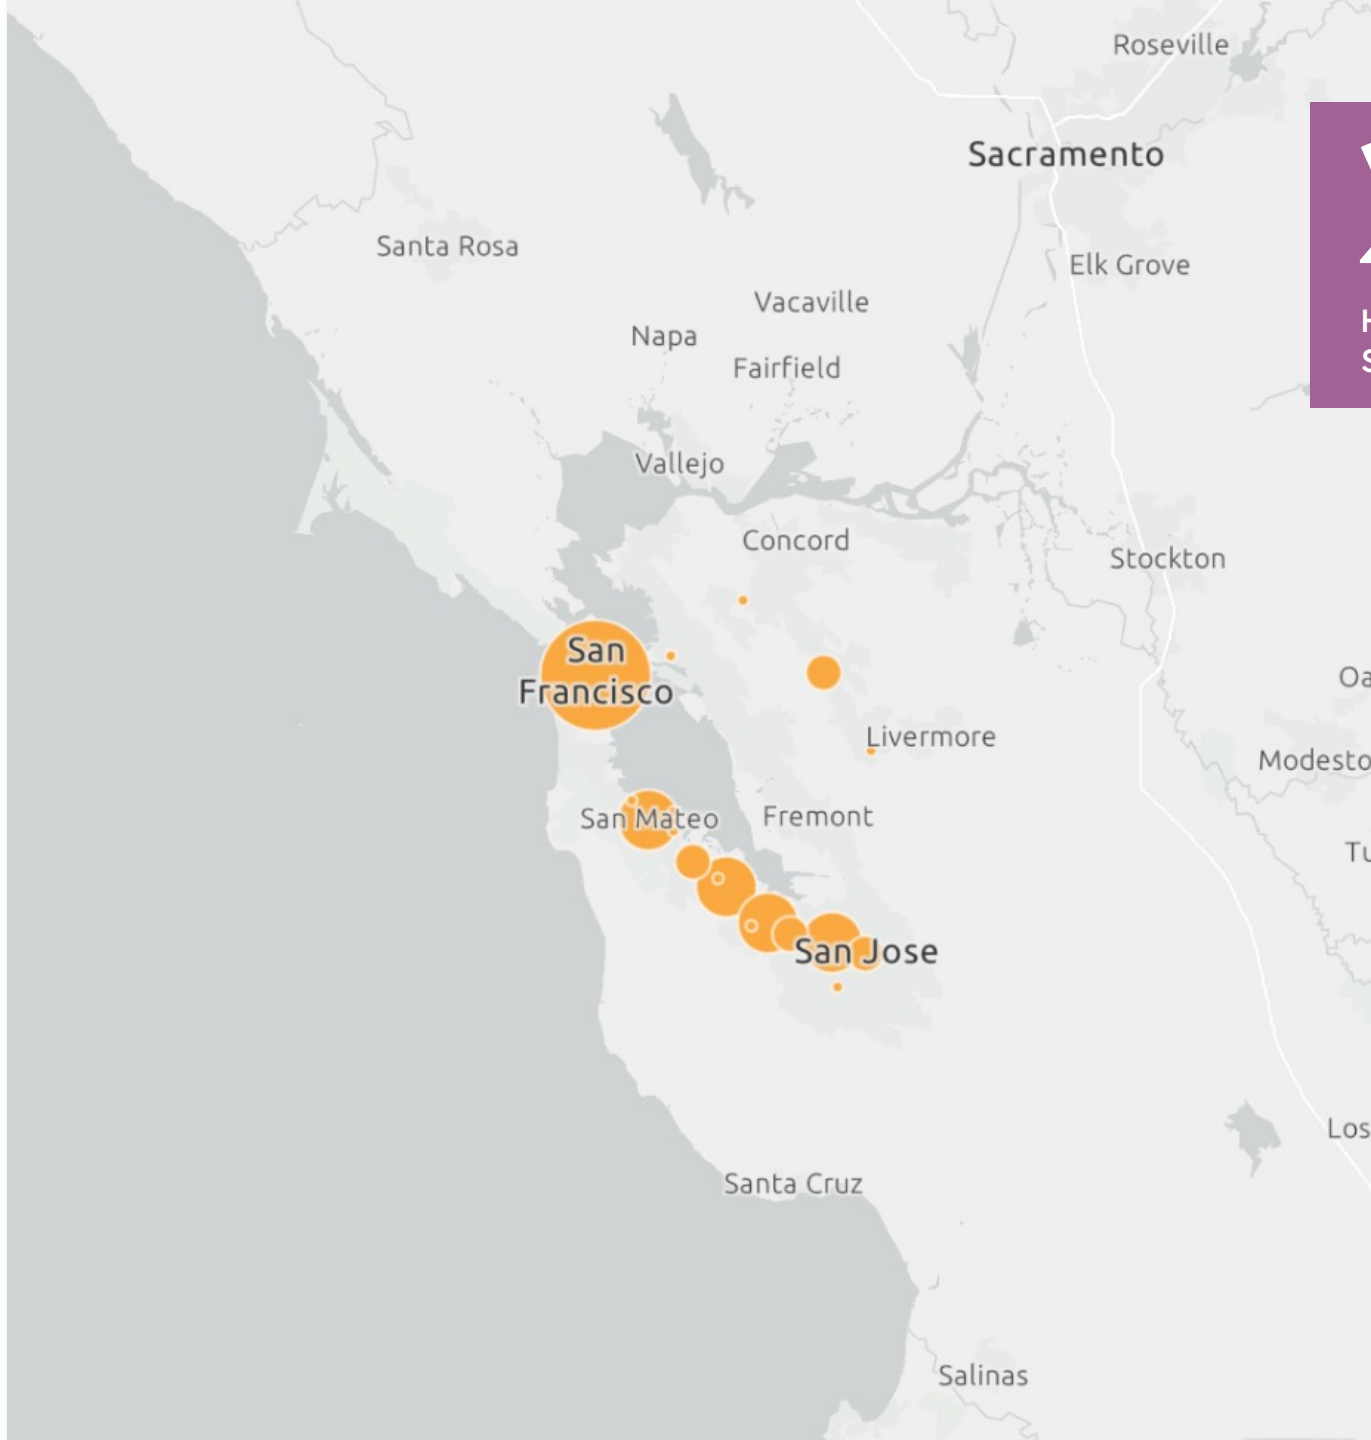 Roseville
Sacramento
Santa Rosa
Elk Grove
Vacaville
Napa
Fairfield
Vallejo
Concord
Stockton
San
Francisco
Livermore
Modesto
San Mateo
Fremont
San Jose
Santa Cruz
Los
Salinas